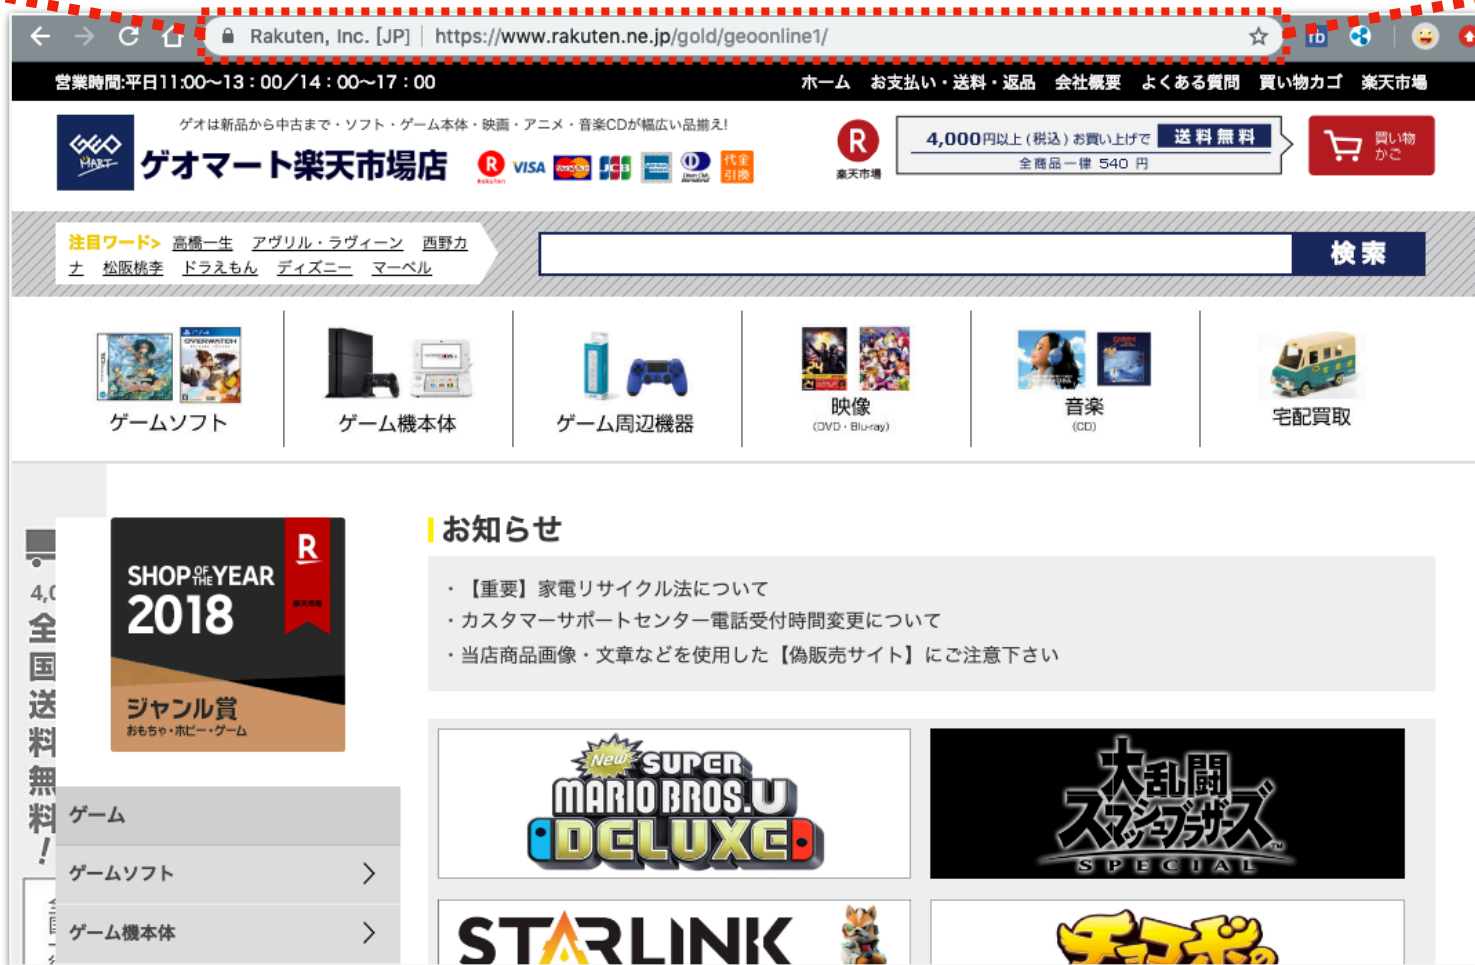 Rakuten, Inc. [JP] | https://www.rakuten.ne.jp/gold/geoonline1/
rb
営業時間:平日11:00〜13：00／14：00〜17：00
ホーム お支払い・送料・返品 会社概要 よくある質問 買い物カゴ 楽天市場
ゲオは新品から中古まで・ソフト・ゲーム本体・映画・アニメ・音楽CDが幅広い品揃え!
GEO
MART
ゲオマート楽天市場店
R
Rakuten
VISA
JCB
代金
引換
R
楽天市場
4,000円以上(税込)お買い上げで 送料無料
全商品一律 540 円
買い物
かご
注目ワード> 高橋一生 アヴリル・ラヴィーン 西野カ
ナ 松阪桃李 ドラえもん ディズニー マーベル
検索
OVERWATCH
ゲームソフト
ゲーム機本体
ゲーム周辺機器
映像
(DVD・Blu-ray)
音楽
(CD)
宅配買取
4,0
全国送料無料！
R
楽天市場
SHOP OF THE YEAR
2018
ジャンル賞
おもちゃ・ホビー・ゲーム
お知らせ
・【重要】家電リサイクル法について
・カスタマーサポートセンター電話受付時間変更について
・当店商品画像・文章などを使用した【偽販売サイト】にご注意下さい
New SUPER
MARIO BROS.U
DELUXE
大乱闘
スマッシュブラザーズ
SPECIAL
ゲーム
ゲームソフト
ゲーム機本体
STARLINK
チョコボの